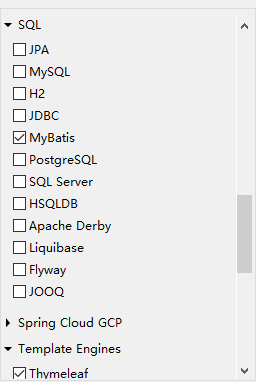 SQL
JPA
MySQL
H2
JDBC
MyBatis
PostgreSQL
SQL Server
HSQLDB
Apache Derby
Liquibase
Flyway
JOOQ
Spring Cloud GCP
Template Engines
Thymeleaf